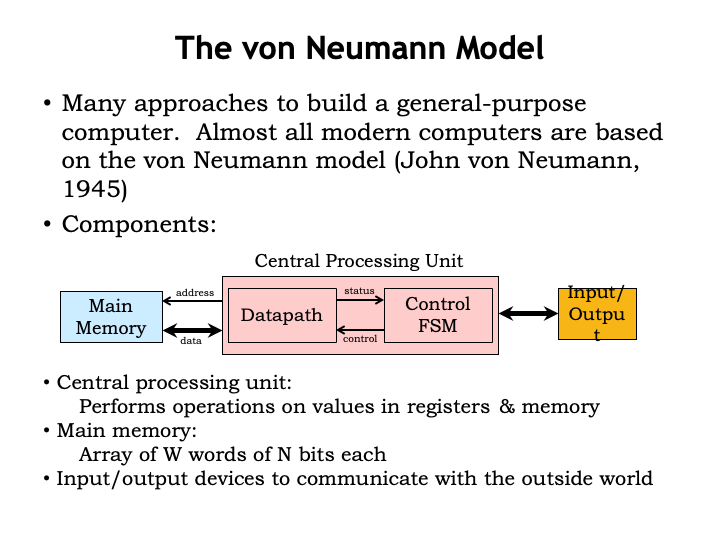 The von Neumann Model
• Many approaches to build a general-purpose
computer.  Almost all modern computers are based
on the von Neumann model (John von Neumann,
1945)
• Components:
Central Processing Unit
Main
Memory
address
data
Datapath
status
control
Control
FSM
Input/
Outpu
t
• Central processing unit:
Performs operations on values in registers & memory
• Main memory:
Array of W words of N bits each
• Input/output devices to communicate with the outside world